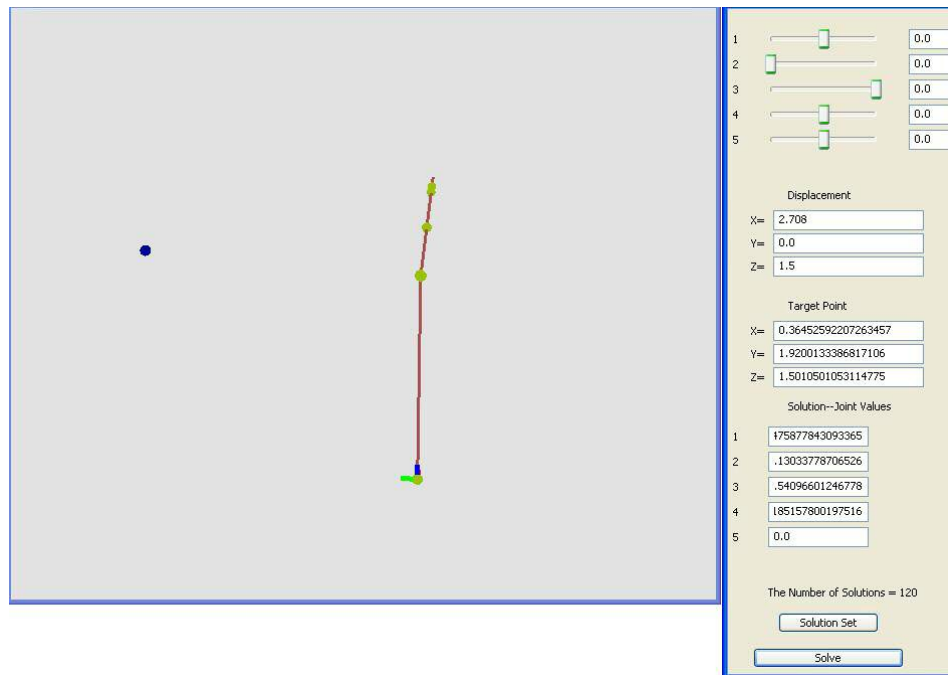 1 0.0
2 0.0
3 0.0
4 0.0
5 0.0
Displacement
X= 2.708
Y= 0.0
Z= 1.5
Target Point
X= 0.36452592207263457
Y= 1.9200133386817106
Z= 1.5010501053114775
Solution--Joint Values
1 475877843093365
2 .13033778706526
3 .54096601246778
4 185157800197516
5 0.0
The Number of Solutions = 120
Solution Set
Solve